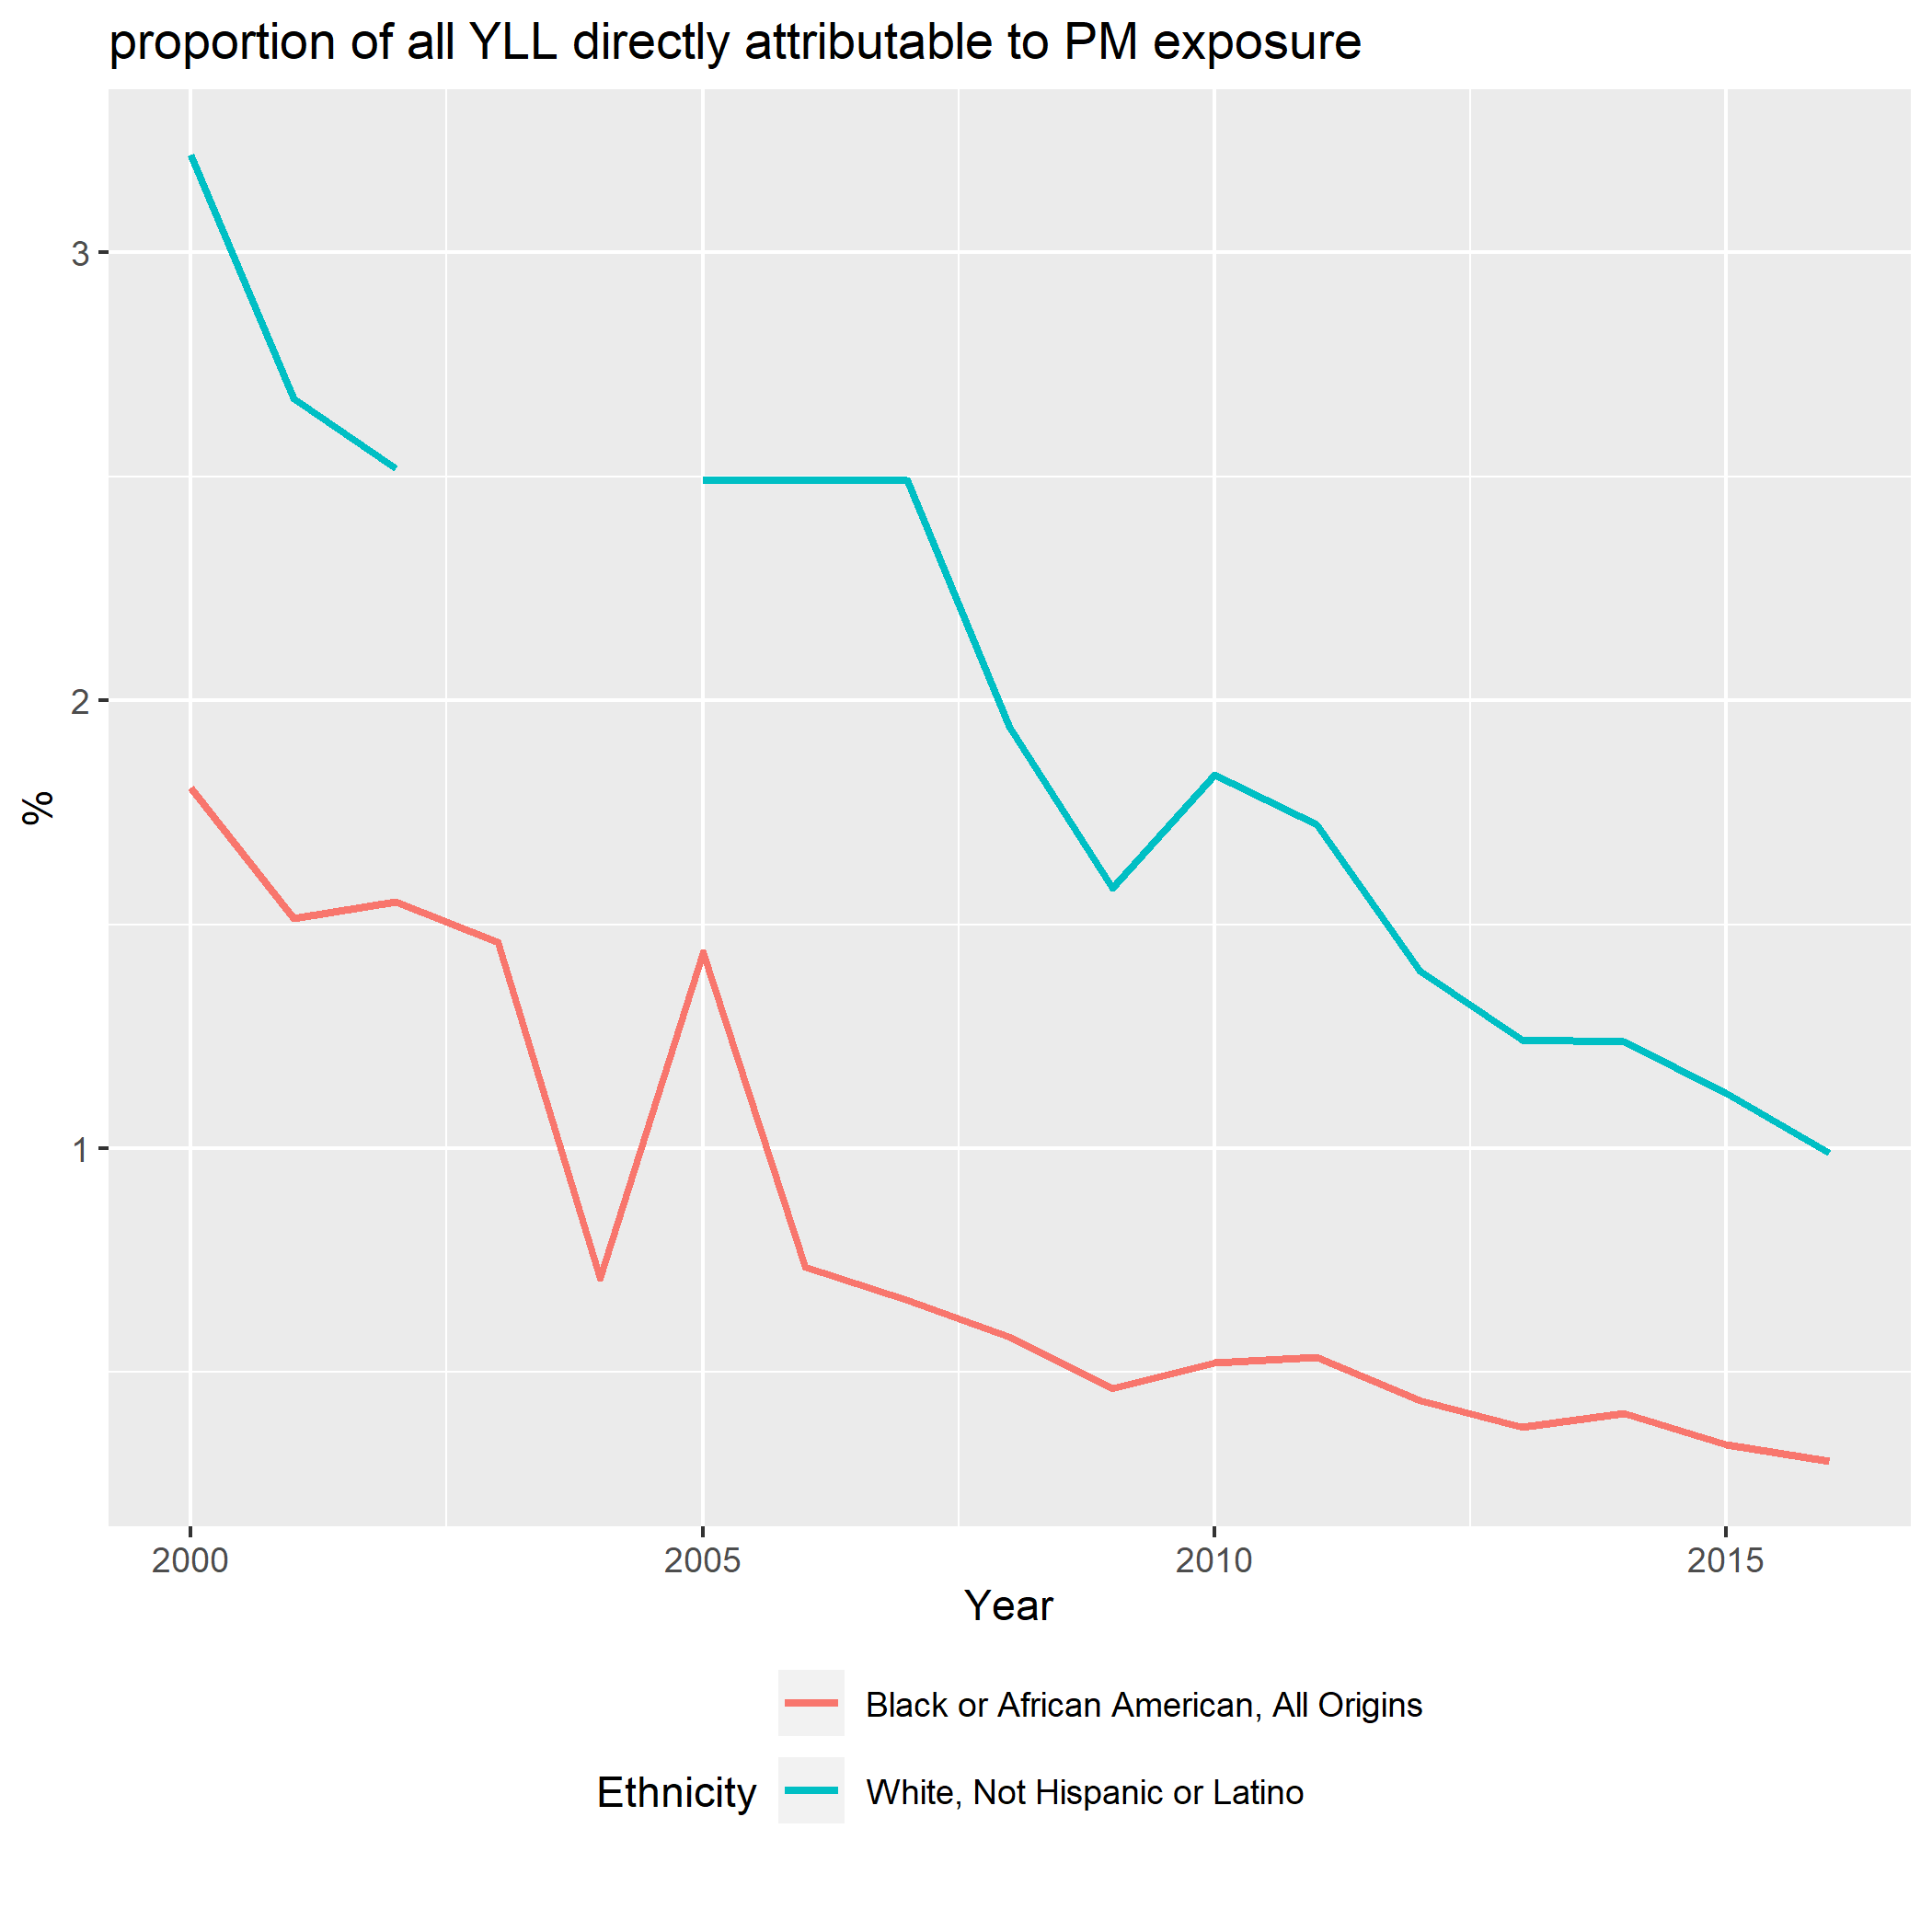 proportion of all YLL directly attributable to PM exposure
3
2
1
%
2000 2005 2010 2015
Year
Black or African American, All Origins
Ethnicity White, Not Hispanic or Latino